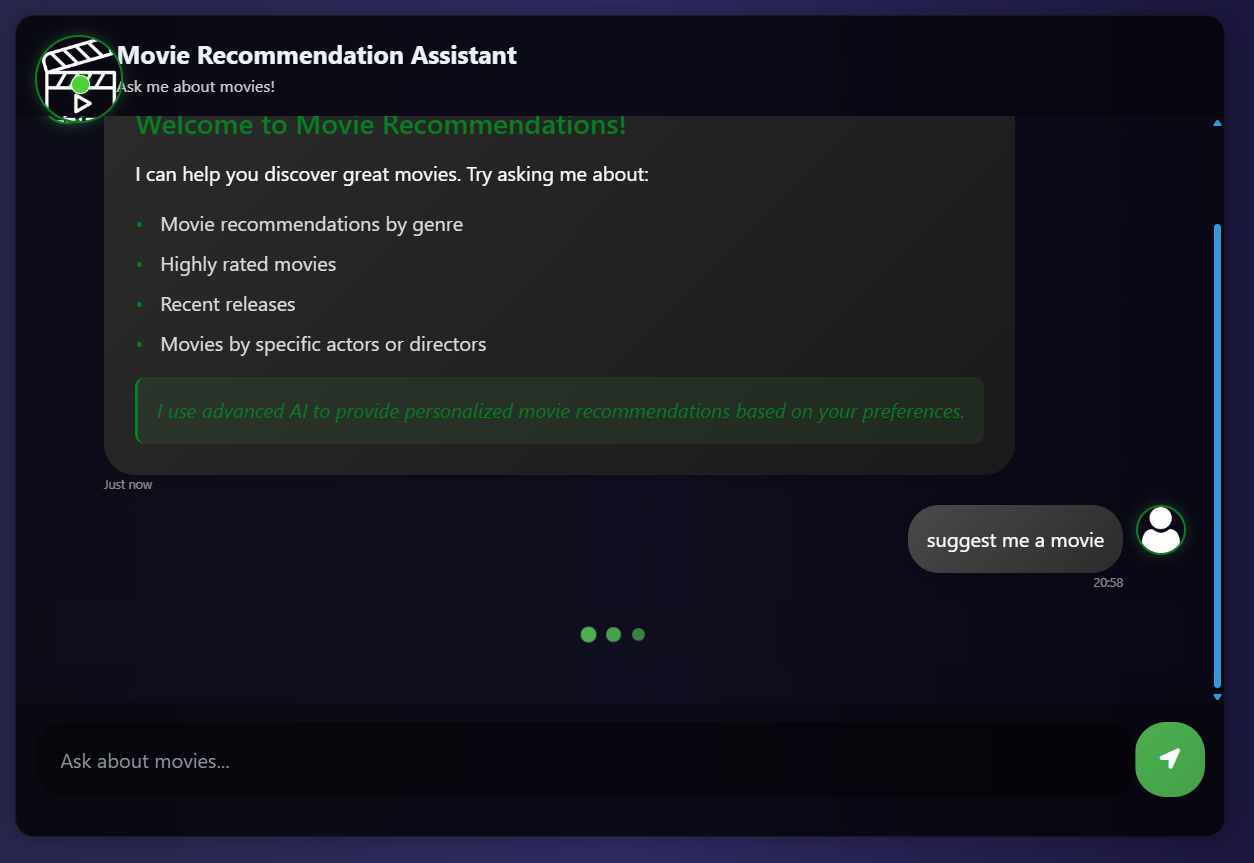 Movie Recommendation Assistant
Ask me about movies!
Welcome to Movie Recommendations!
I can help you discover great movies. Try asking me about:
• Movie recommendations by genre
• Highly rated movies
• Recent releases
• Movies by specific actors or directors
I use advanced AI to provide personalized movie recommendations based on your preferences.
Just now
suggest me a movie
20:58
Ask about movies...